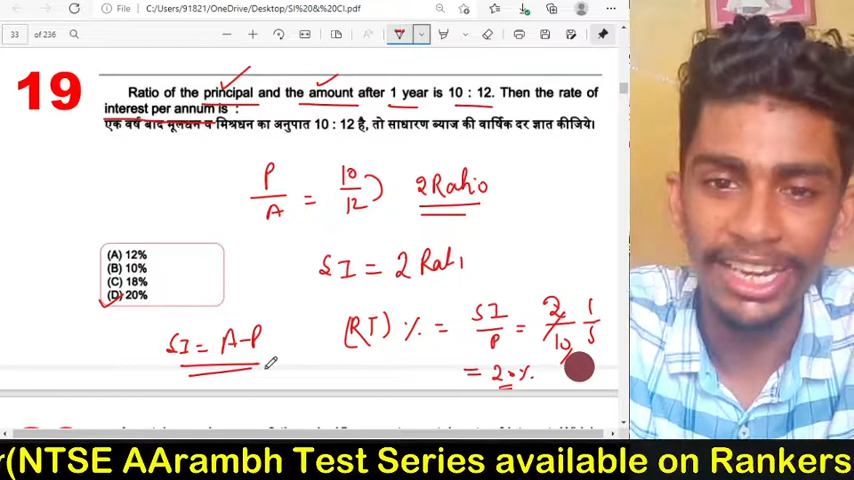 C:/Users/91821/OneDrive/Desktop/SI%20&%20CI.pdf
33 of 236
19
Ratio of the principal and the amount after 1 year is 10 : 12. Then the rate of
interest per annum is :
एक वर्ष बाद मूलधन व मिश्रधन का अनुपात 10 : 12 है, तो साधारण ब्याज की वार्षिक दर ज्ञात कीजिये।
P/A = 10/12) 2 Ratio
(A) 12%
(B) 10%
(C) 18%
(D) 20%
SI = 2 Rati
SI = A-P
(RT) % = SI/P = 2/10 1/5
= 20%
r(NTSE AArambh Test Series available on Rankers